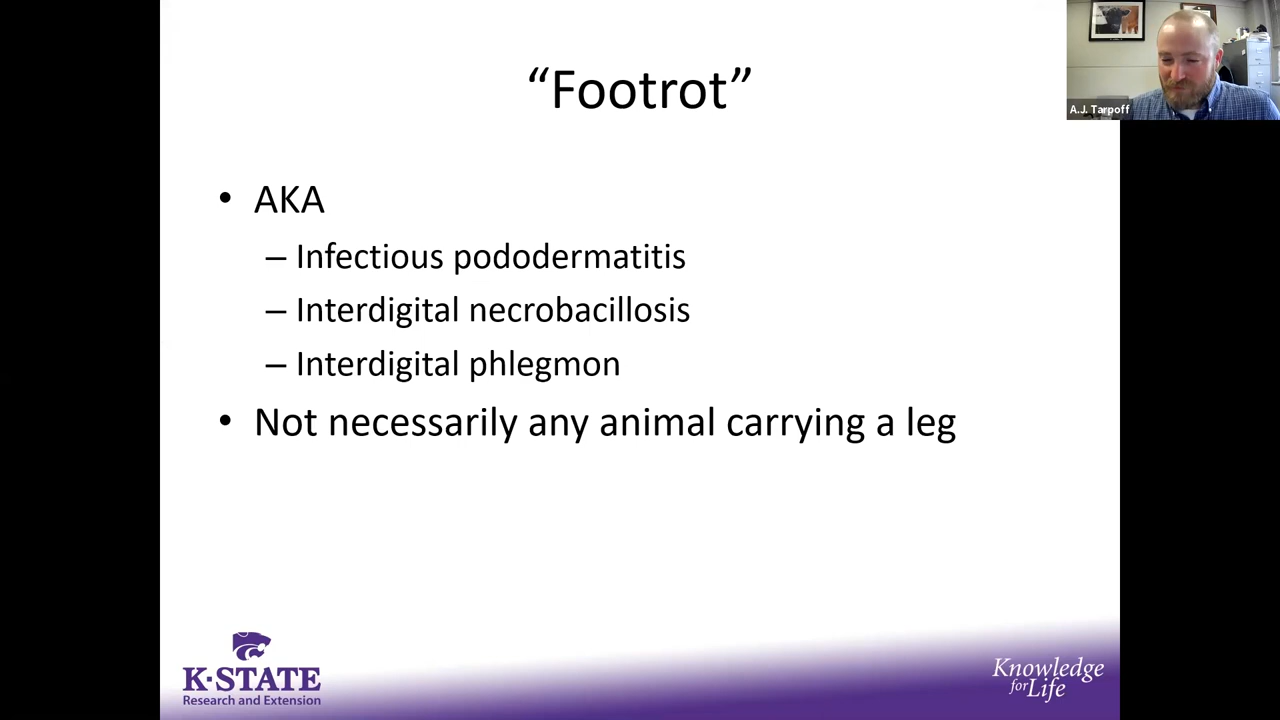 “Footrot”
A.J. Tarpoff
• AKA
– Infectious pododermatitis
– Interdigital necrobacillosis
– Interdigital phlegmon
• Not necessarily any animal carrying a leg
K-STATE
Research and Extension
Knowledge
for Life